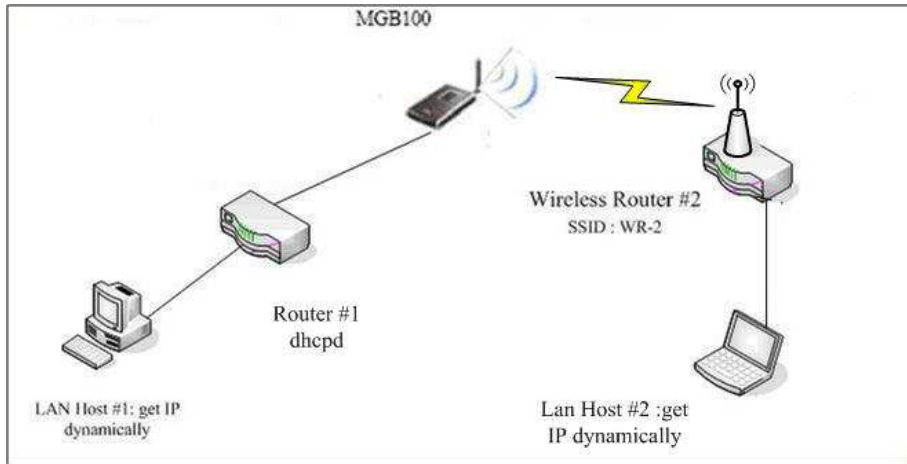 MGB100
Wireless Router #2
SSID : WR-2
Router #1
dhcpd
LAN Host #1: get IP
dynamically
Lan Host #2 :get
IP dynamically